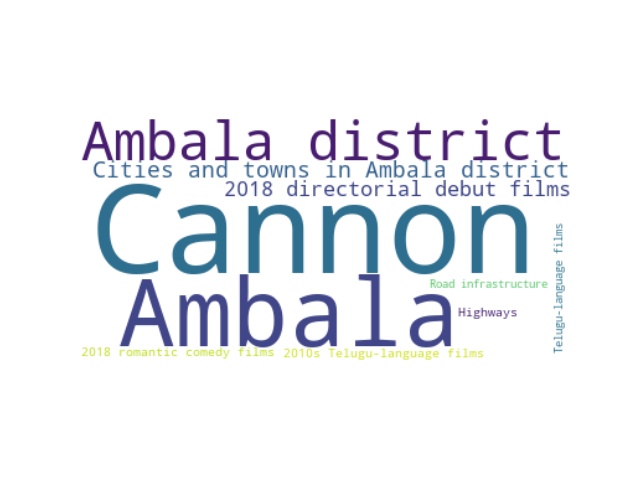 Ambala district
Cities and towns in Ambala district
2018 directorial debut films
Cannon
Telugu-language films
Road infrastructure
Ambala
Highways
2018 romantic comedy films
2010s Telugu-language films